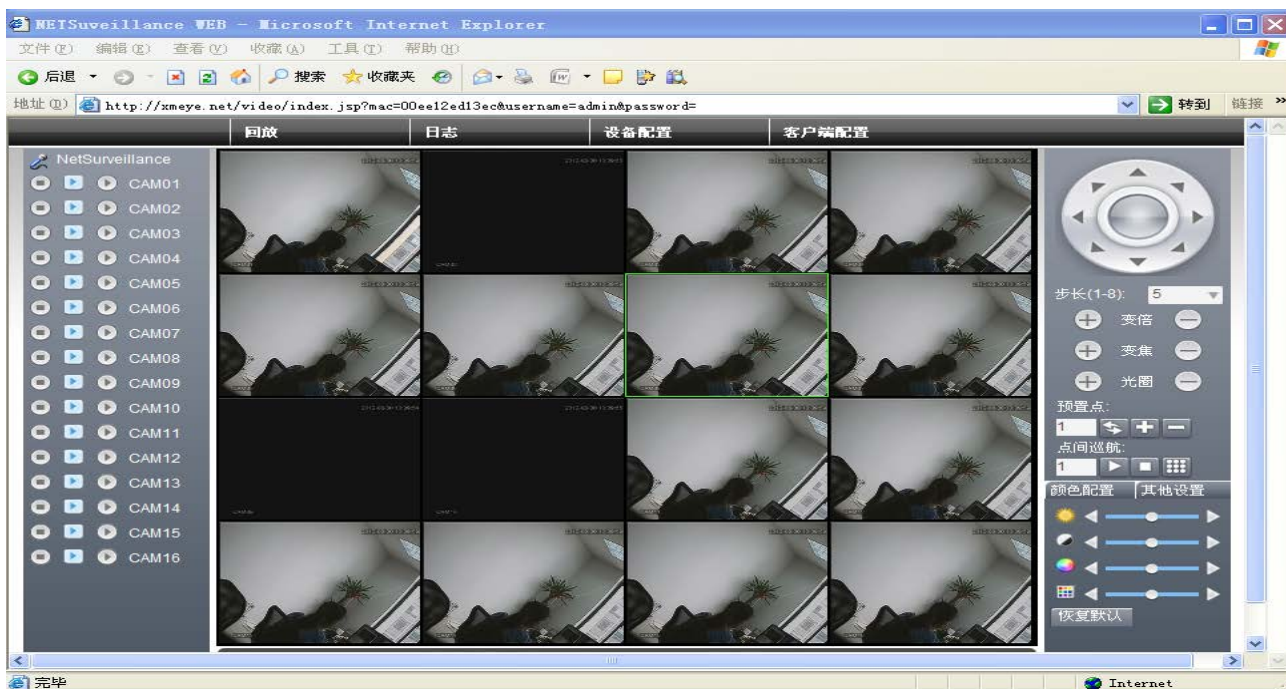 NETSuveillance WEB - Microsoft Internet Explorer
文件(F) 编辑(E) 查看(V) 收藏(A) 工具(T) 帮助(H)
后退 搜索 收藏夹
地址(D) http://xmeye.net/video/index.jsp?mac=00ee12ed13ec&username=admin&password= 转到 链接 »
回放 日志 设备配置 客户端配置
NetSurveillance
CAM01
CAM02
CAM03
CAM04
CAM05
CAM06
CAM07
CAM08
CAM09
CAM10
CAM11
CAM12
CAM13
CAM14
CAM15
CAM16
步长(1-8): 5
变倍
变焦
光圈
预置点:
1
点间巡航:
1
颜色配置 其他设置
恢复默认
完毕 Internet